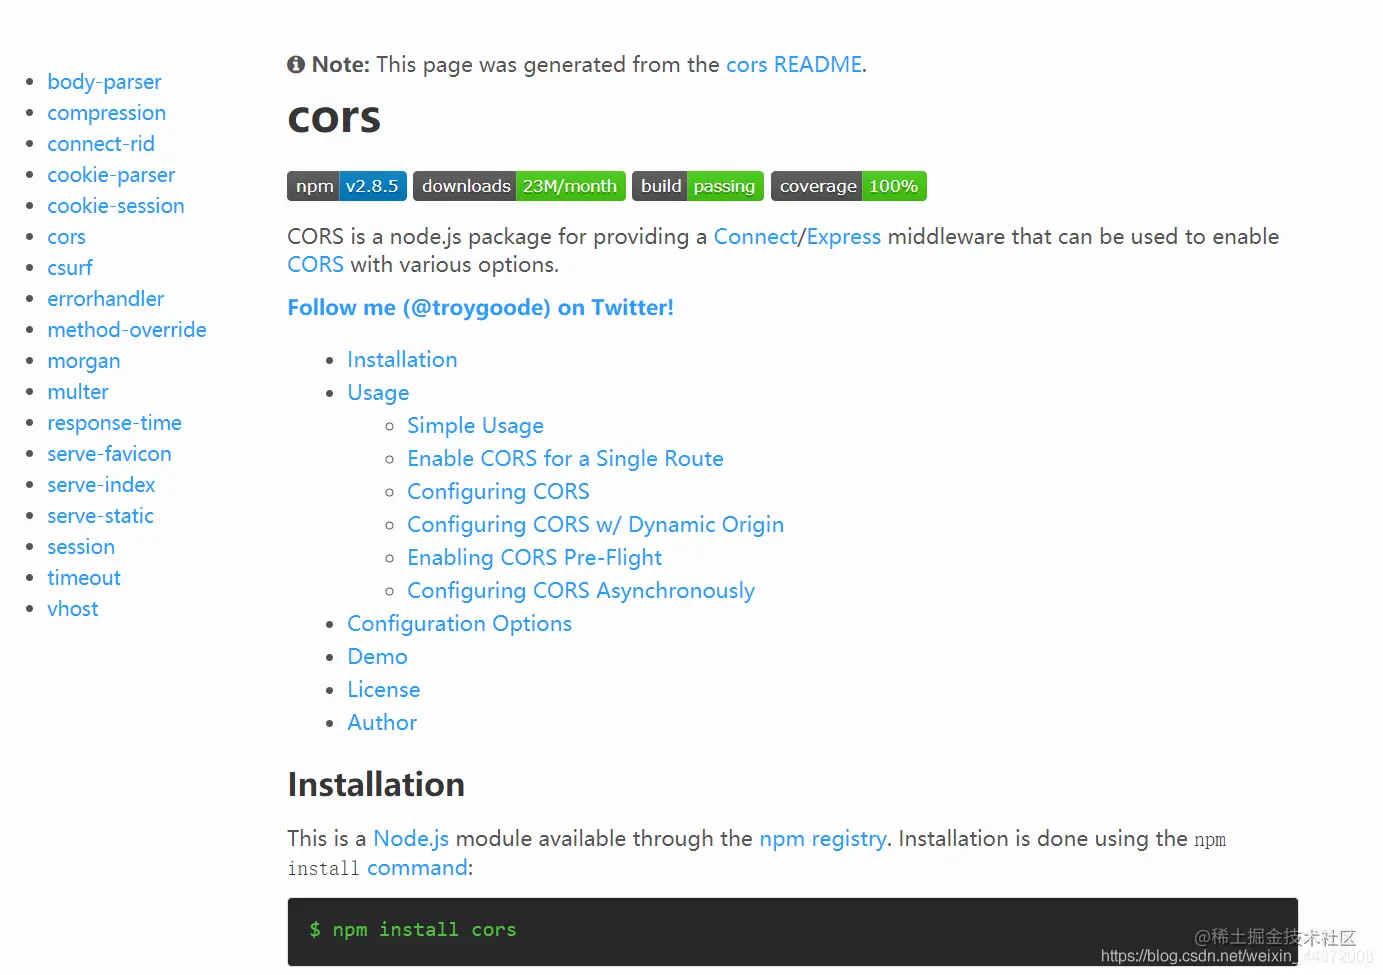 body-parser
compression
connect-rid
cookie-parser
cookie-session
cors
csurf
errorhandler
method-override
morgan
multer
response-time
serve-favicon
serve-index
serve-static
session
timeout
vhost
Note: This page was generated from the cors README.
cors
npm v2.8.5 downloads 23M/month build passing coverage 100%
CORS is a node.js package for providing a Connect/Express middleware that can be used to enable
CORS with various options.
Follow me (@troygoode) on Twitter!
Installation
Usage
Simple Usage
Enable CORS for a Single Route
Configuring CORS
Configuring CORS w/ Dynamic Origin
Enabling CORS Pre-Flight
Configuring CORS Asynchronously
Configuration Options
Demo
License
Author
Installation
This is a Node.js module available through the npm registry. Installation is done using the npm
install command:
$ npm install cors
@稀土掘金技术社区
https://blog.csdn.net/weixin_44972008